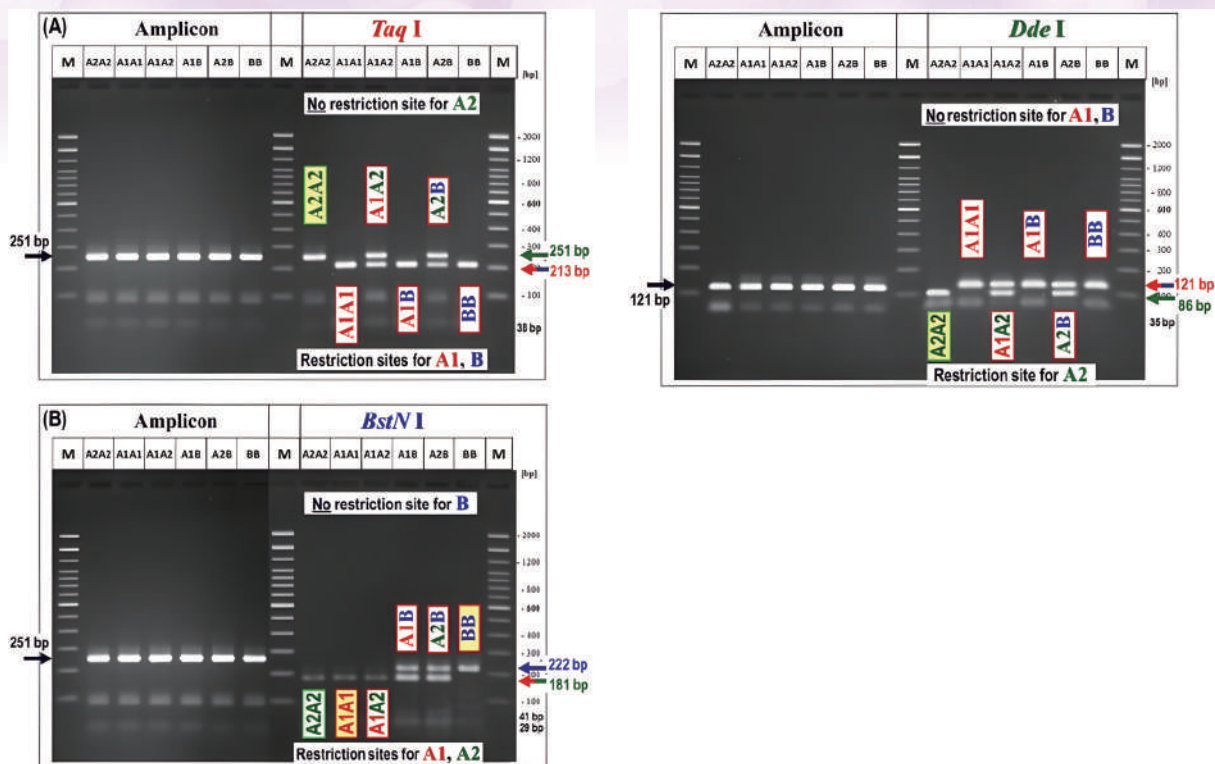 (A)
Amplicon
Taq I
M A2A2 A1A1 A1A2 A1B A2B BB M A2A2 A1A1 A1A2 A1B A2B BB M
[bp]
No restriction site for A2
- 2000
- 1200
- 800
- 600
- 400
- 300
- 100
A2A2
A1A2
A2B
251 bp
251 bp
213 bp
A1A1
A1B
BB
38 bp
Restriction sites for A1, B
Amplicon
Dde I
M A2A2 A1A1 A1A2 A1B A2B BB M A2A2 A1A1 A1A2 A1B A2B BB M
[bp]
No restriction site for A1, B
- 2000
- 1200
- 800
- 600
- 400
- 300
- 200
A1A1
A1B
BB
121 bp
121 bp
86 bp
35 bp
A2A2
A1A2
A2B
Restriction site for A2
(B)
Amplicon
BstN I
M A2A2 A1A1 A1A2 A1B A2B BB M A2A2 A1A1 A1A2 A1B A2B BB M
[bp]
No restriction site for B
- 2000
- 1200
- 800
- 600
- 400
- 300
- 200
- 100
A1B
A2B
BB
251 bp
222 bp
181 bp
A2A2
A1A1
A1A2
41 bp
29 bp
Restriction sites for A1, A2